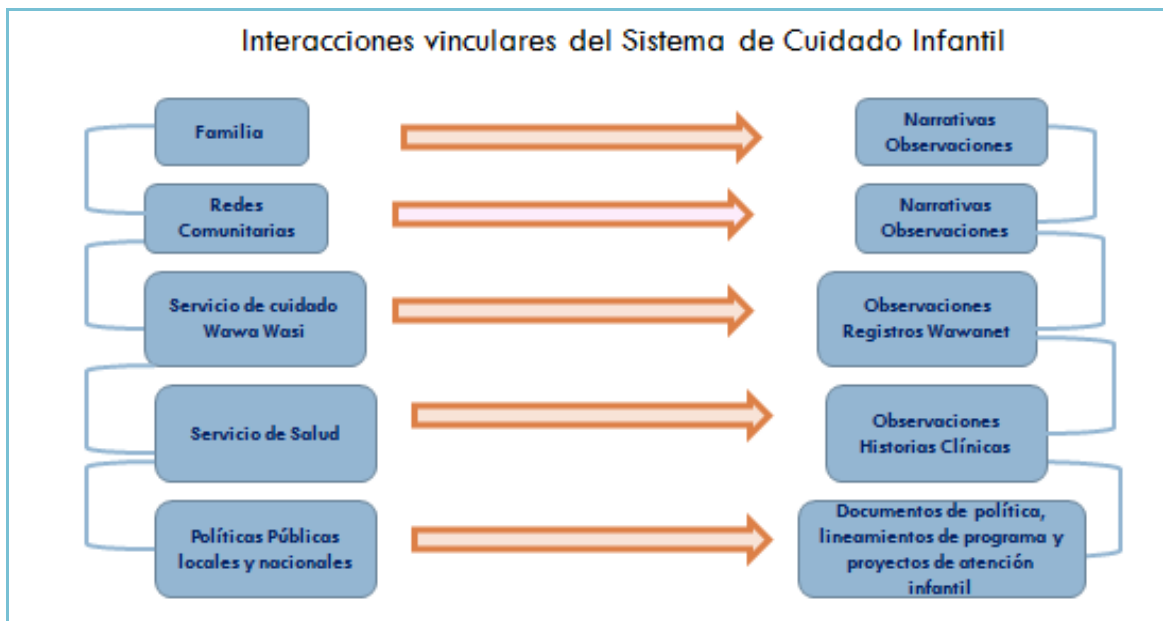 Interacciones vinculares del Sistema de Cuidado Infantil
Familia
Narrativas
Observaciones
Redes
Comunitarias
Narrativas
Observaciones
Servicio de cuidado
Wawa Wasi
Observaciones
Registros Wawanet
Servicio de Salud
Observaciones
Historias Clínicas
Políticas Públicas
locales y nacionales
Documentos de política,
lineamientos de programa y
proyectos de atención
infantil